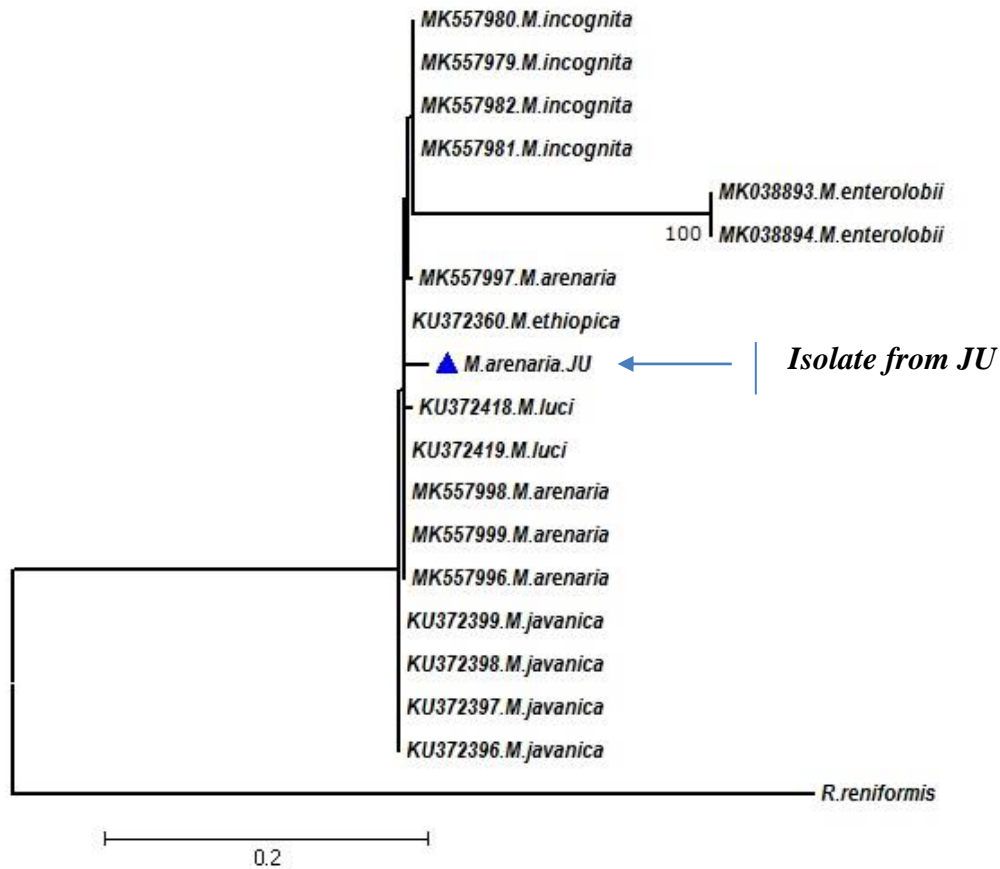 MK557980.M.incognita
MK557979.M.incognita
MK557982.M.incognita
MK557981.M.incognita
MK038893.M.enterolobii
100 MK038894.M.enterolobii
MK557997.M.arenaria
KU372360.M.ethiopica
M.arenaria.JU Isolate from JU
KU372418.M.luci
KU372419.M.luci
MK557998.M.arenaria
MK557999.M.arenaria
MK557996.M.arenaria
KU372399.M.javanica
KU372398.M.javanica
KU372397.M.javanica
KU372396.M.javanica
R.reniformis
0.2